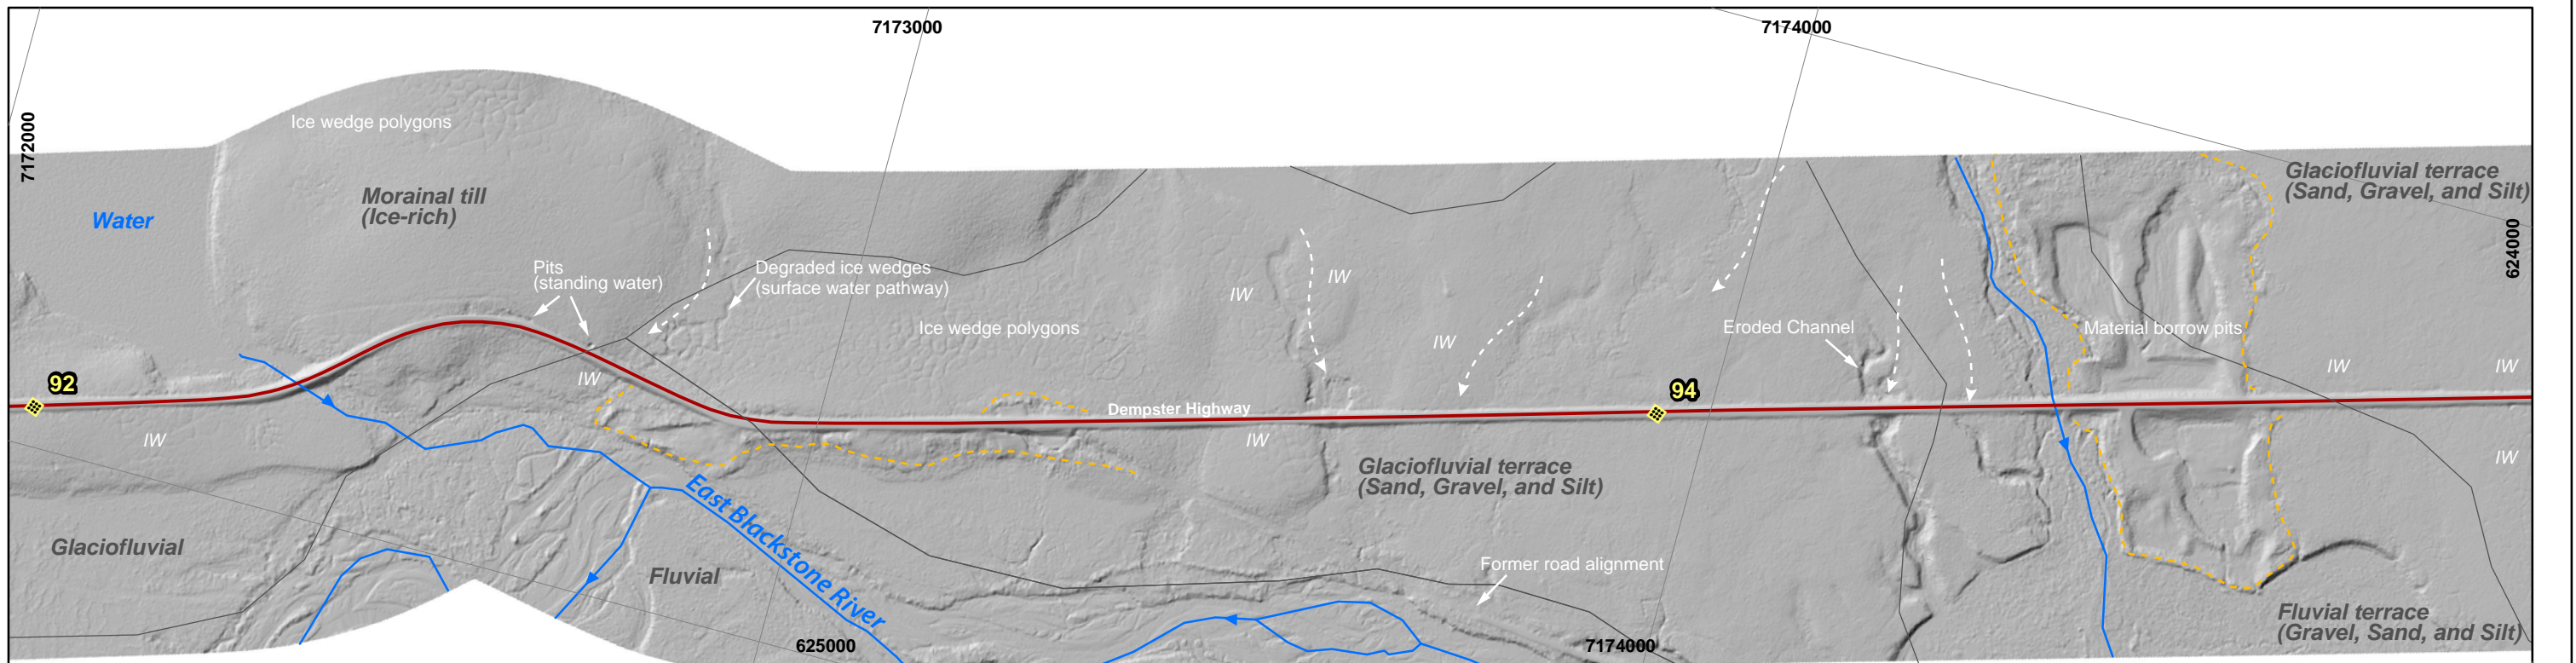 7173000
7174000
7172000
Ice wedge polygons
Water
Morainal till
(Ice-rich)
Pits
(standing water)
Degraded ice wedges
(surface water pathway)
Ice wedge polygons
IW
IW
IW
Eroded Channel
Material borrow pits
Glaciofluvial terrace
(Sand, Gravel, and Silt)
624000
IW
IW
92
IW
94
Dempster Highway
IW
IW
IW
Glaciofluvial terrace
(Sand, Gravel, and Silt)
East Blackstone River
Glaciofluvial
Fluvial
Former road alignment
Fluvial terrace
(Gravel, Sand, and Silt)
625000
7174000